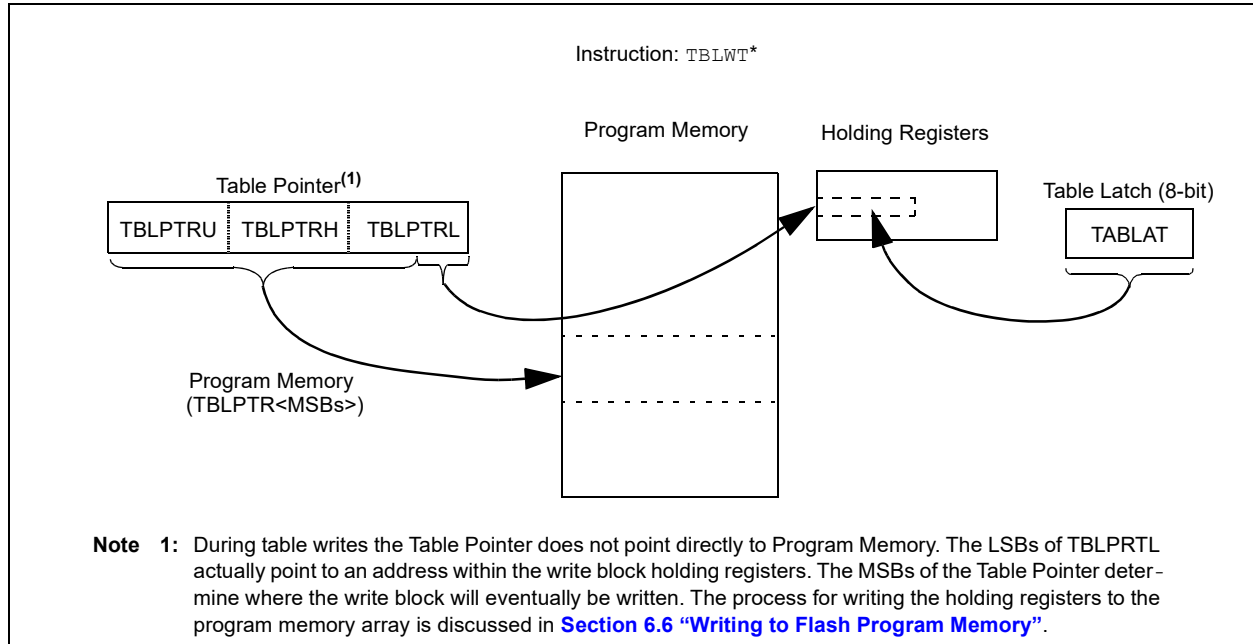 Instruction: TBLWT*
Program Memory
Holding Registers
Table Pointer(1)
Table Latch (8-bit)
TBLPTRU TBLPTRH TBLPTRL
TABLAT
Program Memory
(TBLPTR<MSBs>)
Note 1: During table writes the Table Pointer does not point directly to Program Memory. The LSBs of TBLPRTL
actually point to an address within the write block holding registers. The MSBs of the Table Pointer deter-
mine where the write block will eventually be written. The process for writing the holding registers to the
program memory array is discussed in Section 6.6 “Writing to Flash Program Memory”.